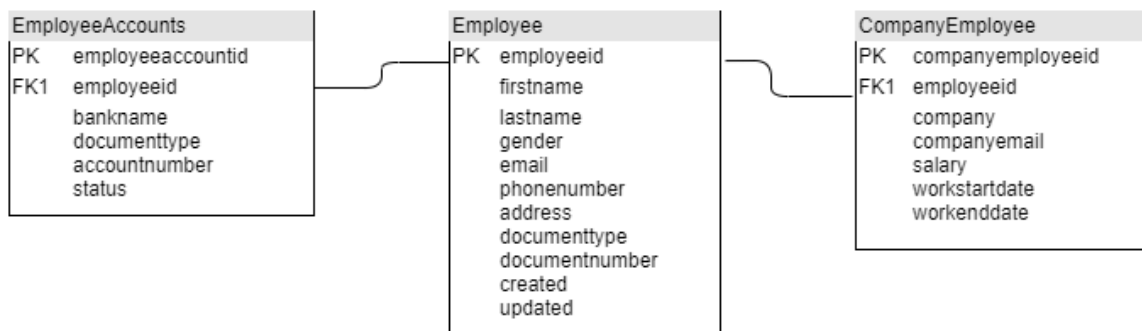 EmployeeAccounts
PK employeeaccountid
FK1 employeeid
bankname
documenttype
accountnumber
status
Employee
PK employeeid
firstname
lastname
gender
email
phonenumber
address
documenttype
documentnumber
created
updated
CompanyEmployee
PK companyemployeeid
FK1 employeeid
company
companyemail
salary
workstartdate
workenddate